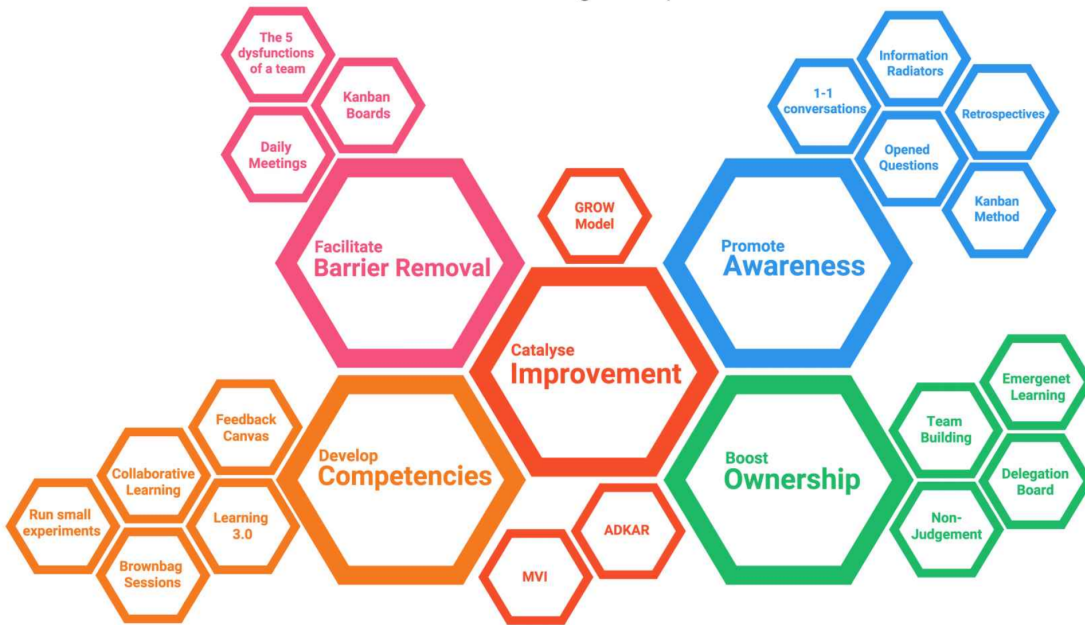 The 5
dysfunctions
of a team
Kanban
Boards
Daily
Meetings
Facilitate
Barrier Removal
Information
Radiators
1-1
conversations
Retrospectives
Opened
Questions
Kanban
Method
Promote
Awareness
GROW
Model
Catalyse
Improvement
ADKAR
MVI
Feedback
Canvas
Collaborative
Learning
Run small
experiments
Learning
3.0
Brownbag
Sessions
Develop
Competencies
Boost
Ownership
Emergenet
Learning
Team
Building
Delegation
Board
Non-
Judgement